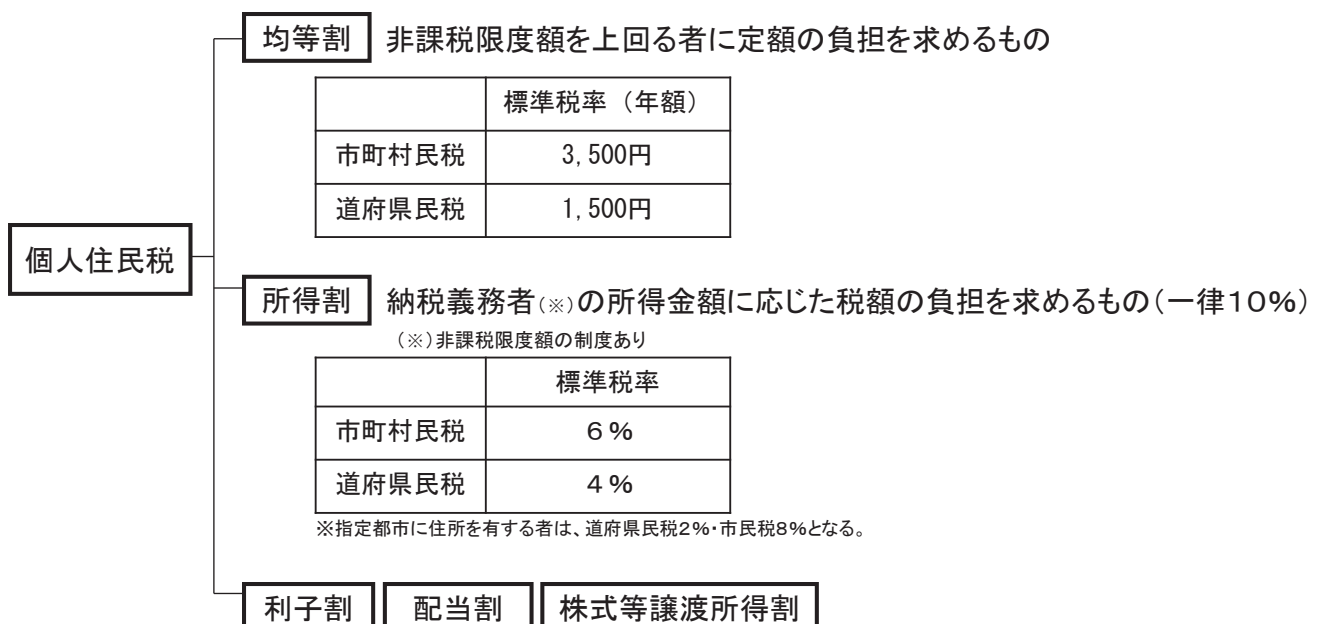 均等割 非課税限度額を上回る者に定額の負担を求めるもの
標準税率（年額）
市町村民税 3,500円
道府県民税 1,500円
個人住民税
所得割 納税義務者(※)の所得金額に応じた税額の負担を求めるもの(一律10%)
(※)非課税限度額の制度あり
標準税率
市町村民税 6%
道府県民税 4%
※指定都市に住所を有する者は、道府県民税2%・市民税8%となる。
利子割 配当割 株式等譲渡所得割